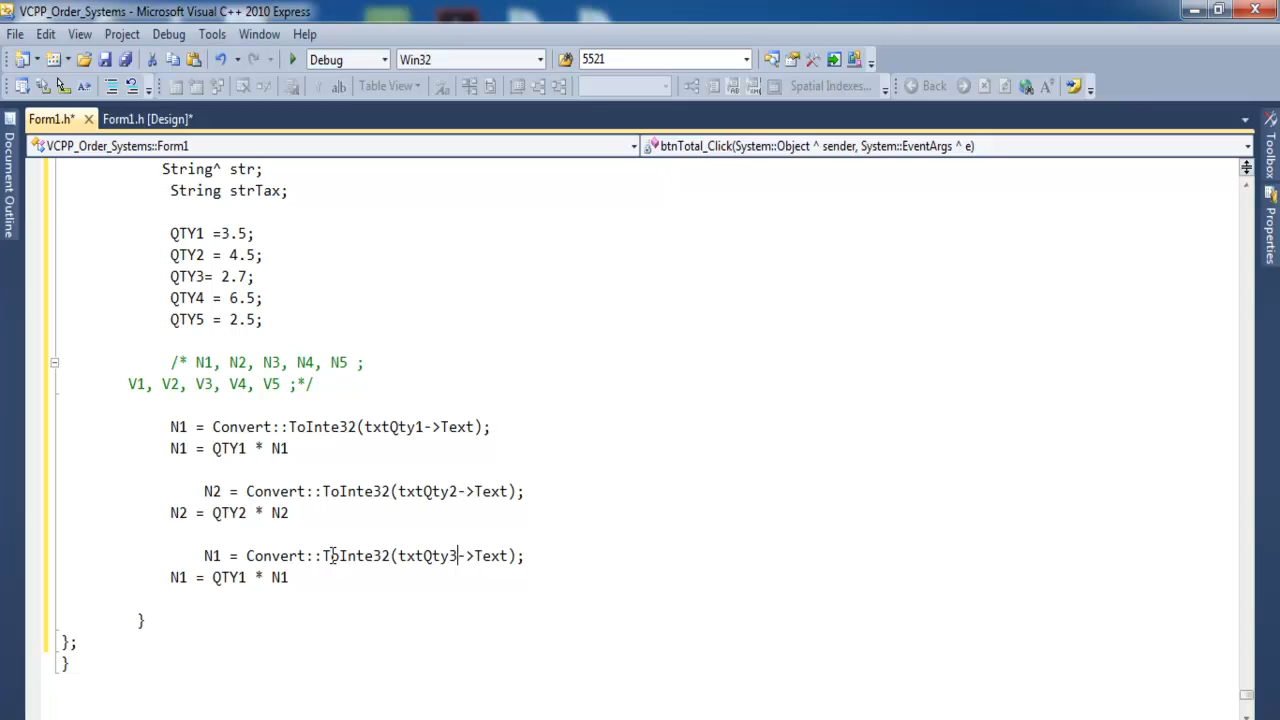 VCPP_Order_Systems - Microsoft Visual C++ 2010 Express
File Edit View Project Debug Tools Window Help
Debug Win32 5521
ab Table View Spatial Indexes... Back
Form1.h* Form1.h [Design]*
VCPP_Order_Systems::Form1 btnTotal_Click(System::Object ^ sender, System::EventArgs ^ e)
Document Outline
Toolbox
Properties
String^ str;
String strTax;
QTY1 =3.5;
QTY2 = 4.5;
QTY3= 2.7;
QTY4 = 6.5;
QTY5 = 2.5;
/* N1, N2, N3, N4, N5 ;
V1, V2, V3, V4, V5 ;*/
N1 = Convert::ToInte32(txtQty1->Text);
N1 = QTY1 * N1
N2 = Convert::ToInte32(txtQty2->Text);
N2 = QTY2 * N2
N1 = Convert::ToInte32(txtQty3->Text);
N1 = QTY1 * N1
}
};
}